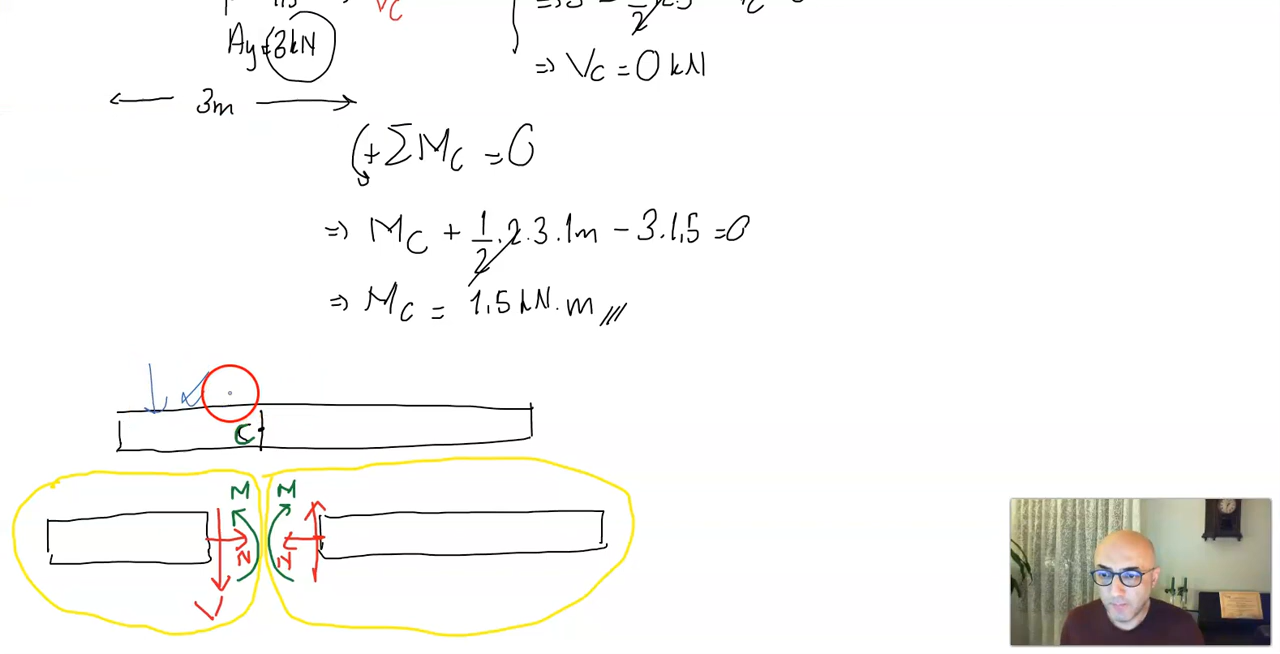 Vc
Ay = 3kN
⇒ Vc = 0 kN
3m
(+ ΣMc = 0
⇒ Mc + 1/2 . 2 . 3 . 1m - 3 . 1,5 = 0
⇒ Mc = 1,5 kN . m
C
M M
N N
V